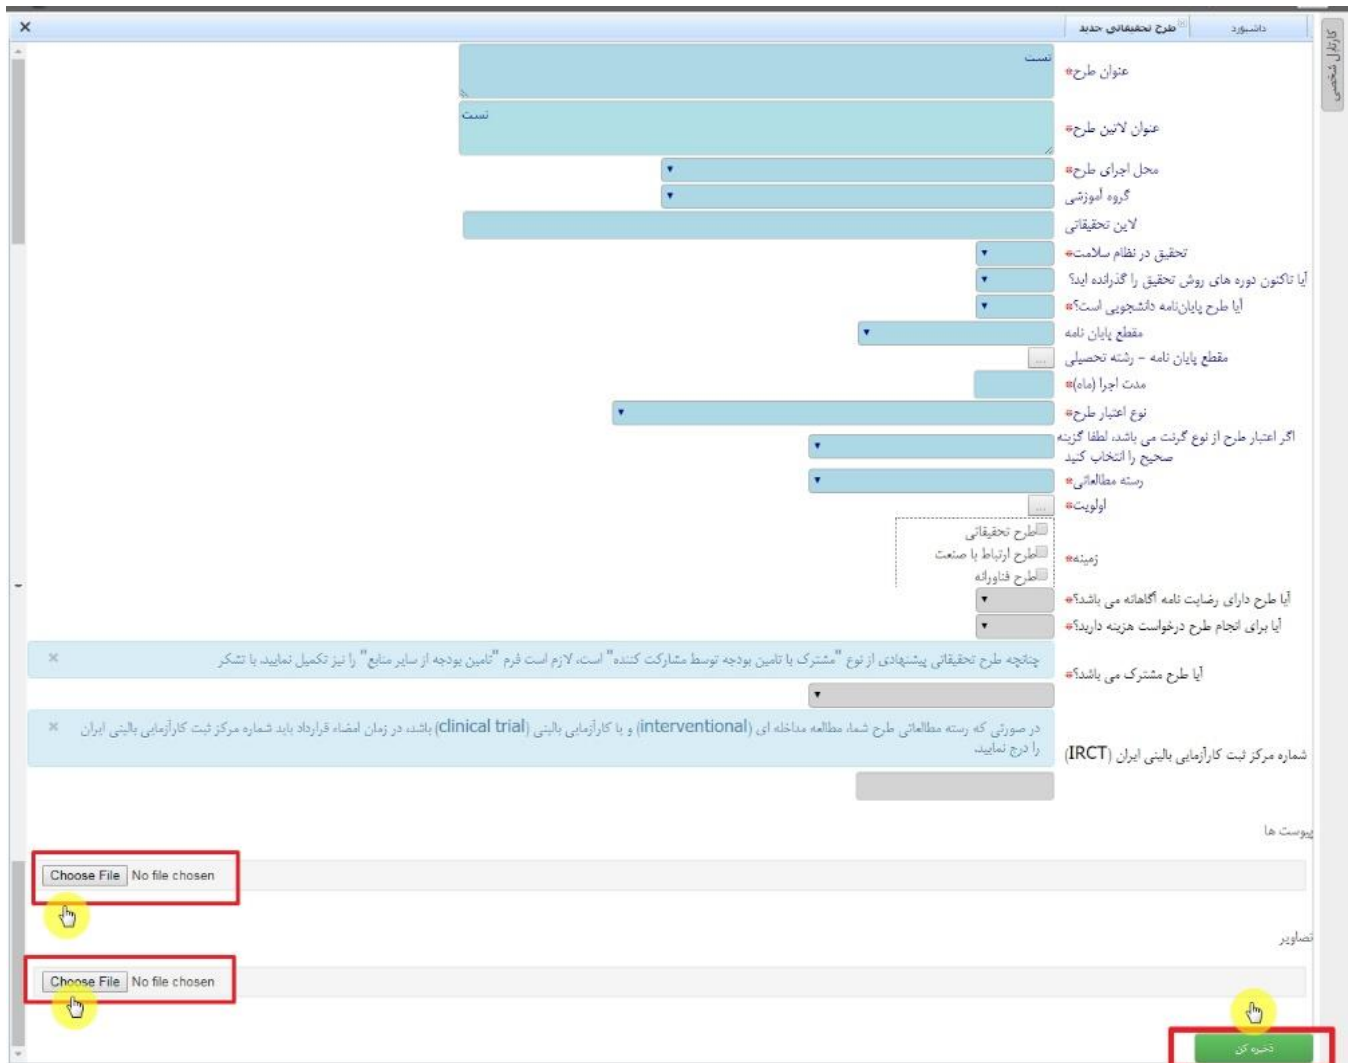 داشبورد
طرح تحقیقاتی جدید
کارتابل شخصی
عنوان طرح*
تست
عنوان لاتین طرح*
تست
محل اجرای طرح*
گروه آموزشی
لاین تحقیقاتی
تحقیق در نظام سلامت*
آیا تاکنون دوره های روش تحقیق را گذرانده اید؟
آیا طرح پایان‌نامه دانشجویی است؟*
مقطع پایان نامه
مقطع پایان نامه - رشته تحصیلی
...
مدت اجرا (ماه)*
نوع اعتبار طرح*
اگر اعتبار طرح از نوع گرنت می باشد، لطفا گزینه
صحیح را انتخاب کنید
رسته مطالعاتی*
اولویت*
...
زمینه*
طرح تحقیقاتی
طرح ارتباط با صنعت
طرح فناورانه
آیا طرح دارای رضایت نامه آگاهانه می باشد؟*
آیا برای انجام طرح درخواست هزینه دارید؟*
آیا طرح مشترک می باشد؟*
چنانچه طرح تحقیقاتی پیشنهادی از نوع "مشترک با تامین بودجه توسط مشارکت کننده" است، لازم است فرم "تامین بودجه از سایر منابع" را نیز تکمیل نمایید، با تشکر
شماره مرکز ثبت کارآزمایی بالینی ایران (IRCT)
در صورتی که رسته مطالعاتی طرح شما، مطالعه مداخله ای (interventional) و یا کارآزمایی بالینی (clinical trial) باشد، در زمان امضاء قرارداد باید شماره مرکز ثبت کارآزمایی بالینی ایران
را درج نمایید.
پیوست ها
Choose File No file chosen
تصاویر
Choose File No file chosen
ذخیره کن